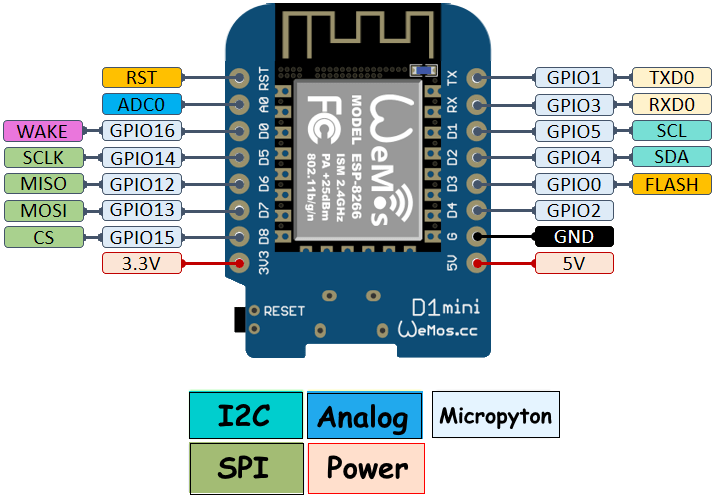 RST RST TX GPIO1 TXD0
ADC0 A0 RX GPIO3 RXD0
WAKE GPIO16 D0 D1 GPIO5 SCL
SCLK GPIO14 D5 D2 GPIO4 SDA
MISO GPIO12 D6 D3 GPIO0 FLASH
MOSI GPIO13 D7 D4 GPIO2
CS GPIO15 D8 G GND
3.3V 3V3 5V 5V
WeMos
FC
MODEL ESP-8266
ISM 2.4GHz
PA +25dBm
802.11b/g/n
RESET
D1mini
WeMos.cc
I2C Analog Micropyton
SPI Power